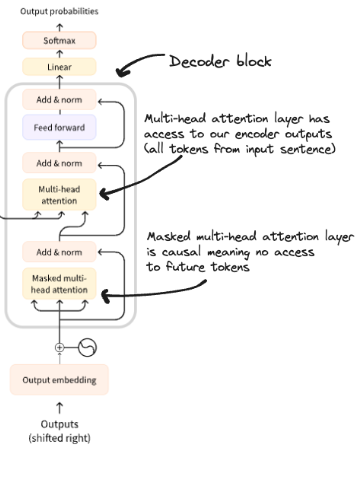 Output probabilities
Softmax
Linear
Decoder block
Add & norm
Feed forward
Multi-head attention layer has
access to our encoder outputs
(all tokens from input sentence)
Add & norm
Multi-head
attention
Masked multi-head attention layer
is causal meaning no access
to future tokens
Add & norm
Masked multi-
head attention
Output embedding
Outputs
(shifted right)